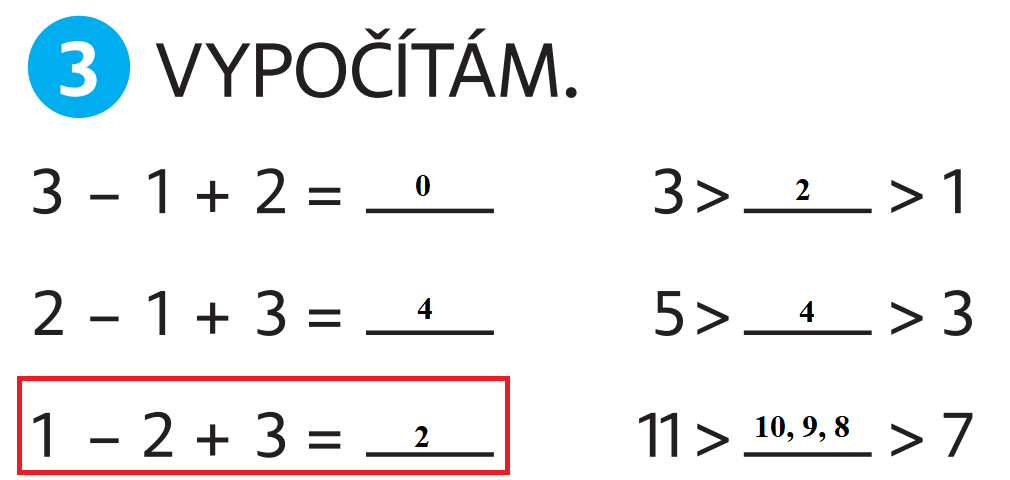 3 VYPOČÍTÁM.
3 – 1 + 2 = 0
3 > 2 > 1
2 – 1 + 3 = 4
5 > 4 > 3
1 – 2 + 3 = 2
11 > 10, 9, 8 > 7